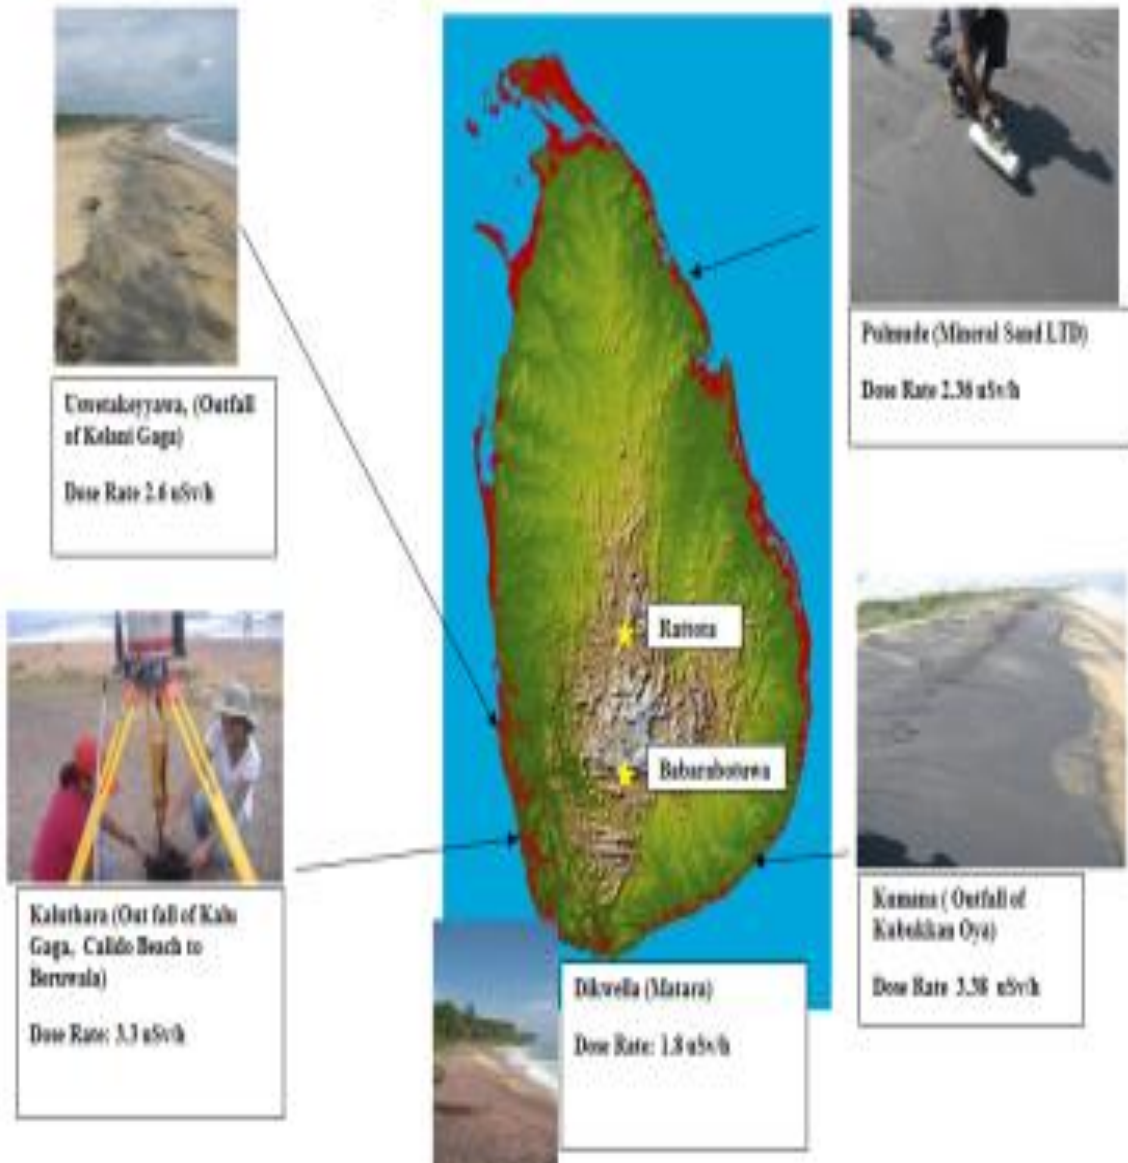 Polmude (Mineral Sand LTD)
Dose Rate 2.36 uSv/h
Usvetakeyyawa, (Outfall
of Kelani Gaga)
Dose Rate 2.6 uSv/h
Rattota
Babarabotuwa
Kaluthara (Out fall of Kalu
Gaga, Calido Beach to
Beruwala)
Dose Rate: 3.3 uSv/h
Kumana ( Outfall of
Kubukkan Oya)
Dose Rate 3.38 uSv/h
Dikwella (Matara)
Dose Rate: 1.8 uSv/h